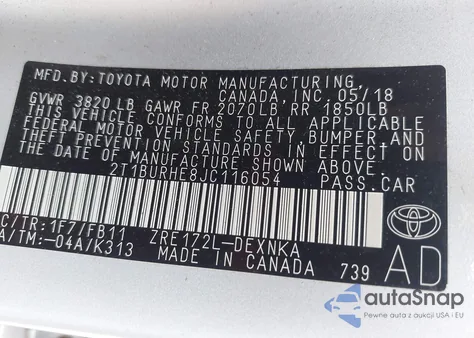 MFD.BY:TOYOTA MOTOR MANUFACTURING,
CANADA, INC. 05/18
GVWR 3820 LB GAWR FR 2070LB RR 1850LB
THIS VEHICLE CONFORMS TO ALL APPLICABLE
FEDERAL MOTOR VEHICLE SAFETY, BUMPER, AND
THEFT PREVENTION STANDARDS IN EFFECT ON
THE DATE OF MANUFACTURE SHOWN ABOVE.
2T1BURHE8JC116054 PASS.CAR
C/TR:1F7/FB11 ZRE172L-DEXNKA
A/TM:-04A/K313 MADE IN CANADA 739
AD
autoSnap
Pewne auta z aukcji USA i EU